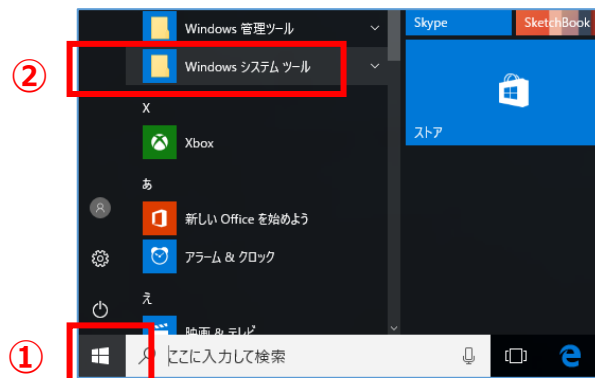 Windows 管理ツール
Skype
SketchBook
②
Windows システム ツール
X
Xbox
ストア
あ
新しい Office を始めよう
アラーム & クロック
え
映画 & テレビ
①
ここに入力して検索